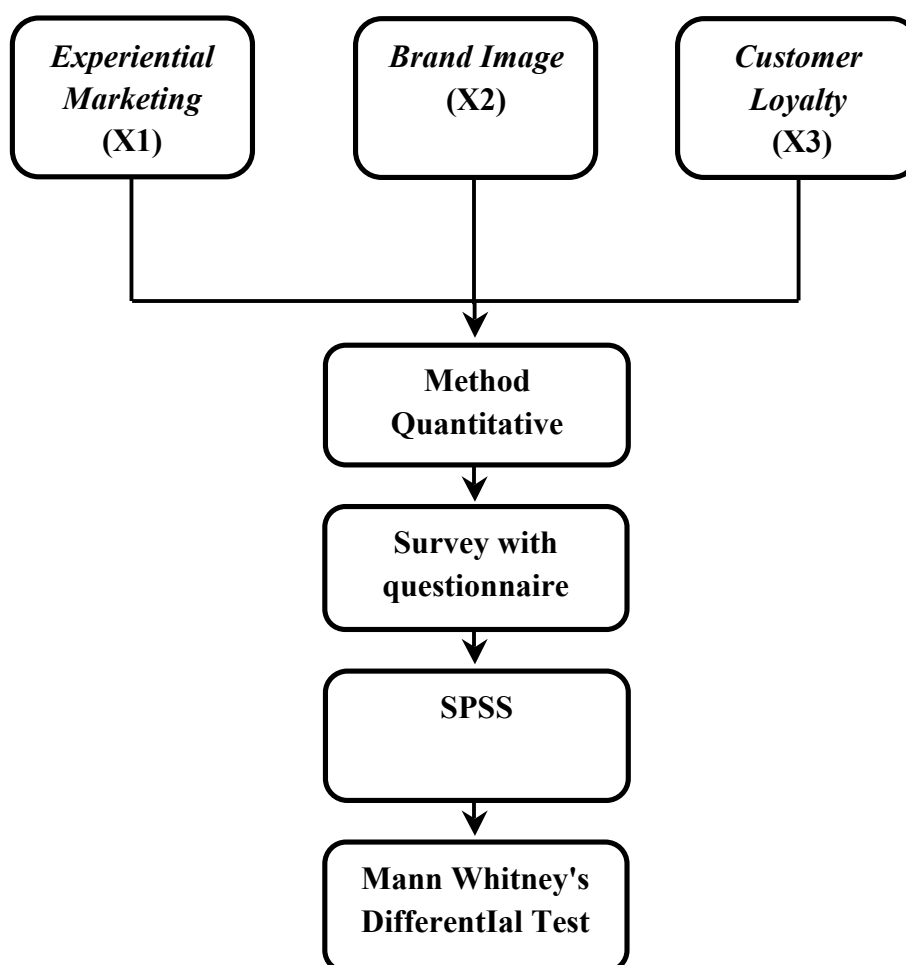 Experiential
Marketing
(X1)
Brand Image
(X2)
Customer
Loyalty
(X3)
Method
Quantitative
Survey with
questionnaire
SPSS
Mann Whitney's
DifferentIal Test